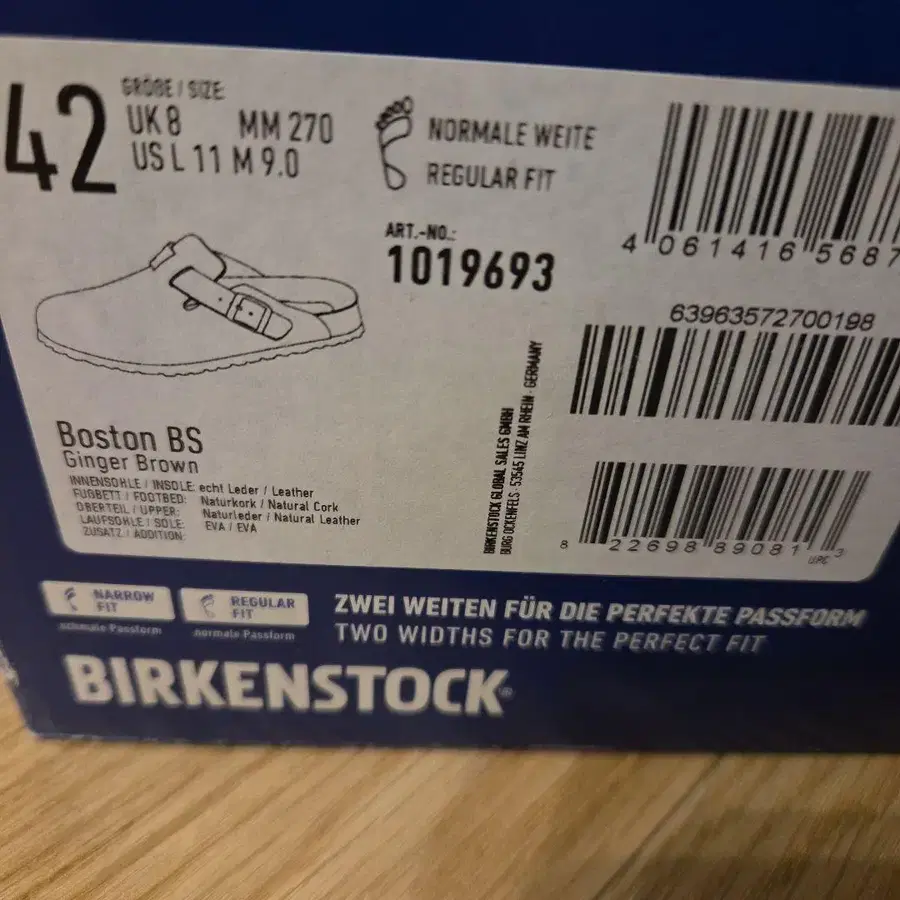 42
GRÖßE / SIZE:
UK 8 MM 270
US L 11 M 9.0
NORMALE WEITE
REGULAR FIT
ART.-NO.:
1019693
4 061416 5687
63963572700198
Boston BS
Ginger Brown
INNENSOHLE / INSOLE: echt Leder / Leather
FUßBETT / FOOTBED: Naturkork / Natural Cork
OBERTEIL / UPPER: Naturleder / Natural Leather
LAUFSOHLE / SOLE: EVA / EVA
ZUSATZ / ADDITION:
BIRKENSTOCK GLOBAL SALES GMBH
BURG OCKENFELS · 53545 LINZ AM RHEIN · GERMANY
8 22698 89081 3
UPC
NARROW FIT
schmale Passform
REGULAR FIT
normale Passform
ZWEI WEITEN FÜR DIE PERFEKTE PASSFORM
TWO WIDTHS FOR THE PERFECT FIT
BIRKENSTOCK®